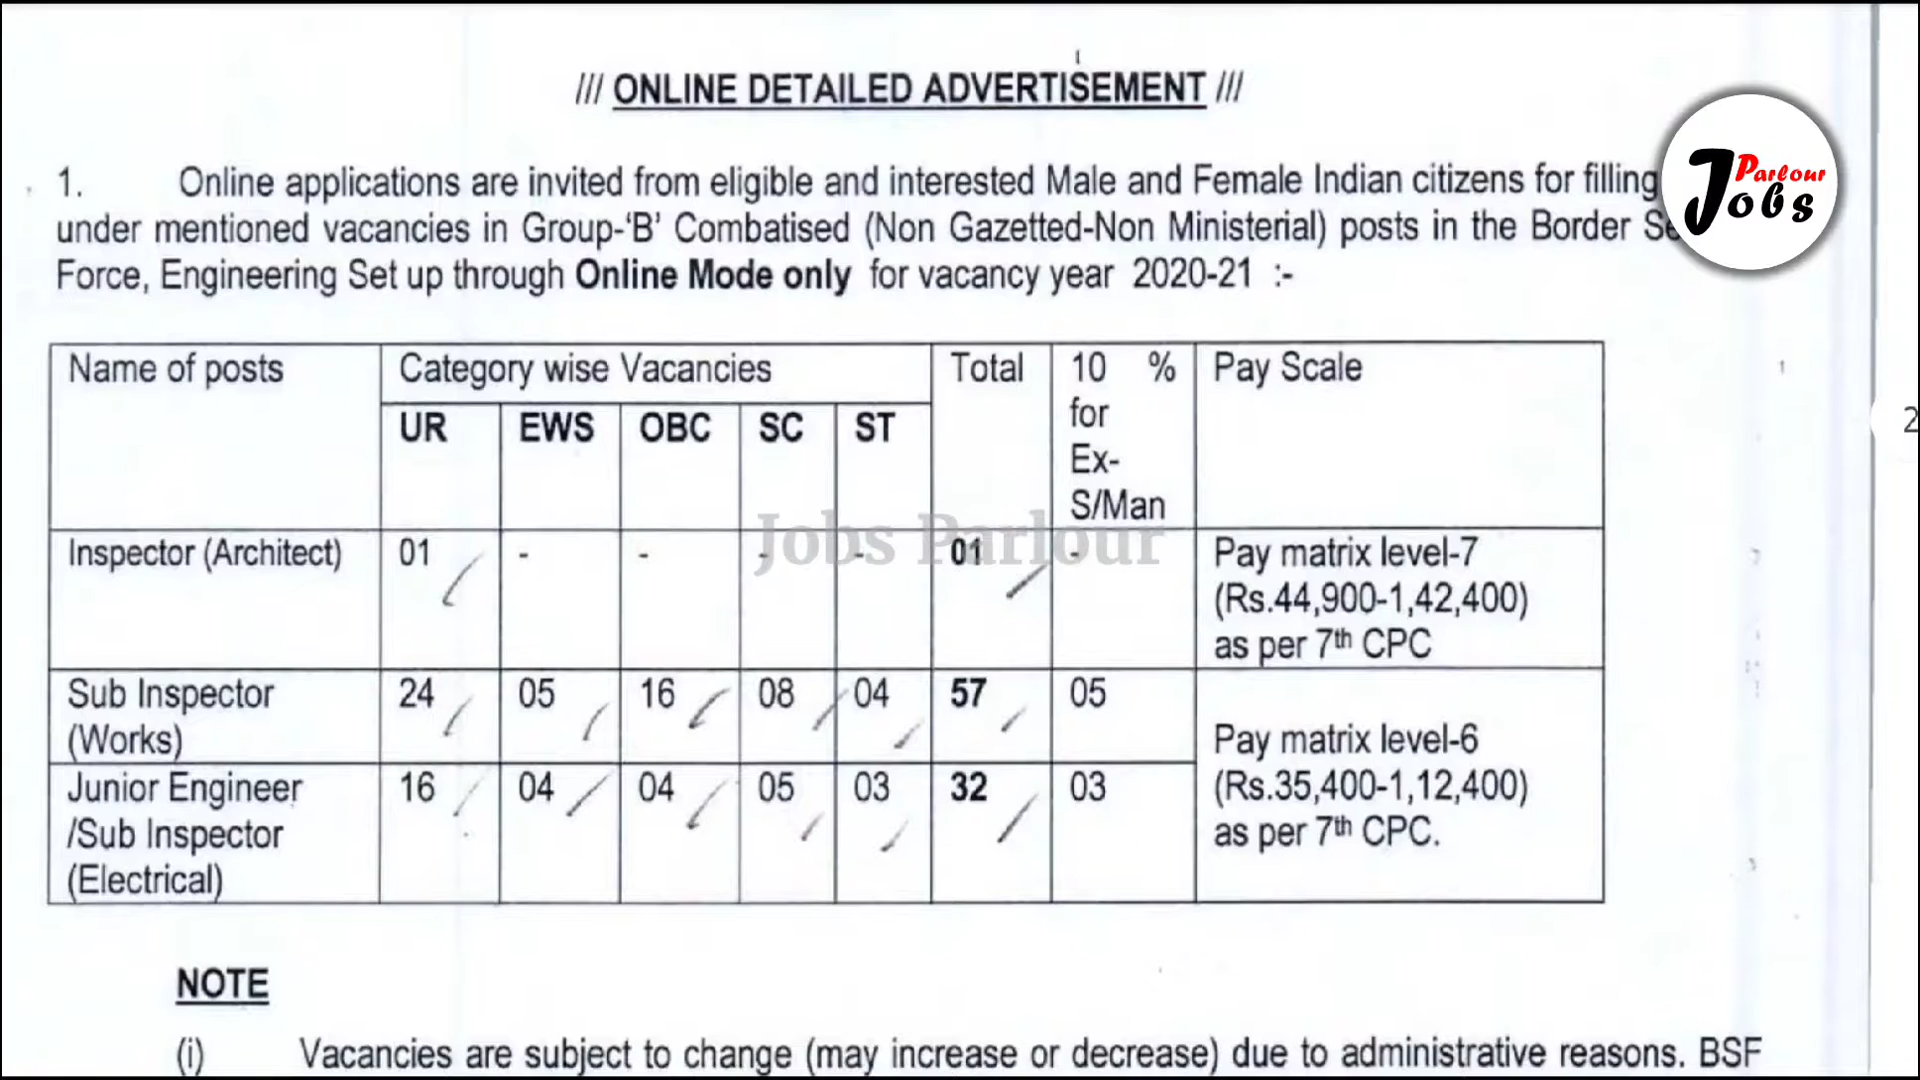 /// ONLINE DETAILED ADVERTISEMENT ///
Parlour
Jobs
1. Online applications are invited from eligible and interested Male and Female Indian citizens for filling
under mentioned vacancies in Group-‘B’ Combatised (Non Gazetted-Non Ministerial) posts in the Border Se
Force, Engineering Set up through Online Mode only for vacancy year 2020-21 :-
Name of posts Category wise Vacancies Total 10 % for Ex-S/Man Pay Scale
UR EWS OBC SC ST
Inspector (Architect) 01 - - - - 01 - Pay matrix level-7
(Rs.44,900-1,42,400)
as per 7th CPC
Sub Inspector
(Works) 24 05 16 08 04 57 05
Pay matrix level-6
(Rs.35,400-1,12,400)
as per 7th CPC.
Junior Engineer
/Sub Inspector
(Electrical) 16 04 04 05 03 32 03
Jobs Parlour
NOTE
(i) Vacancies are subject to change (may increase or decrease) due to administrative reasons. BSF
2